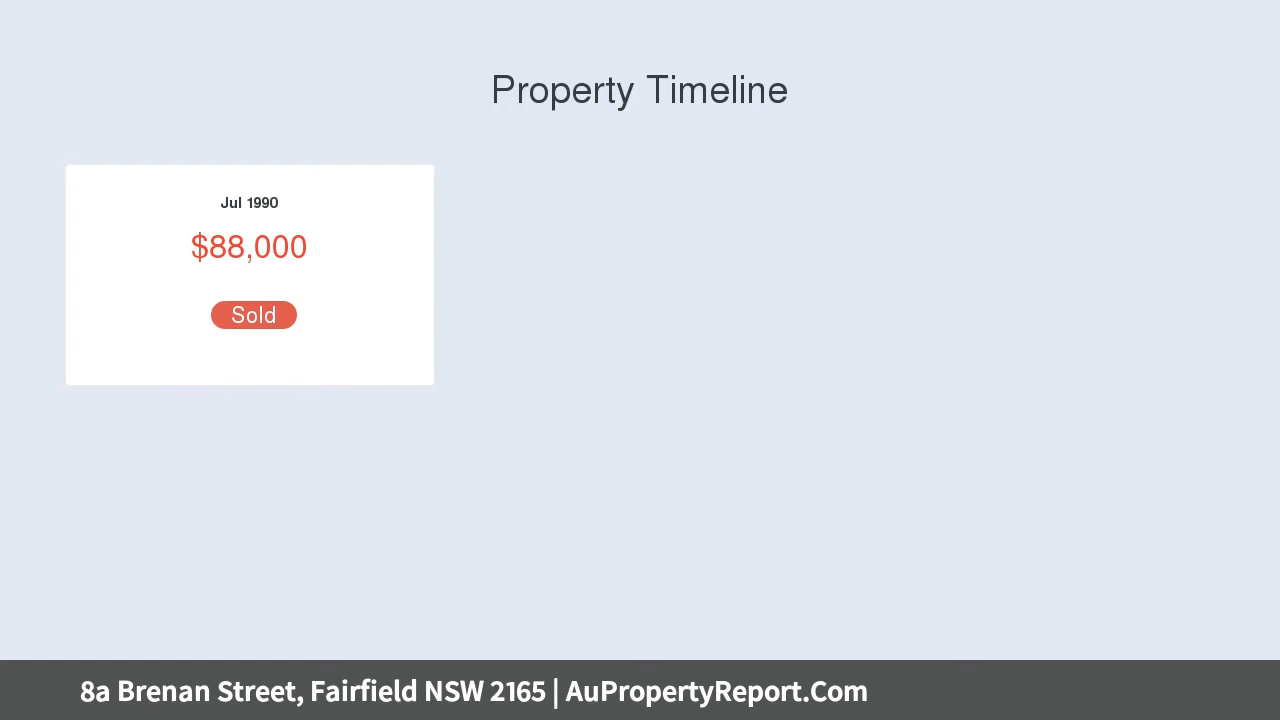 Property Timeline
Jul 1990
$88,000
Sold
8a Brenan Street, Fairfield NSW 2165 | AuPropertyReport.Com